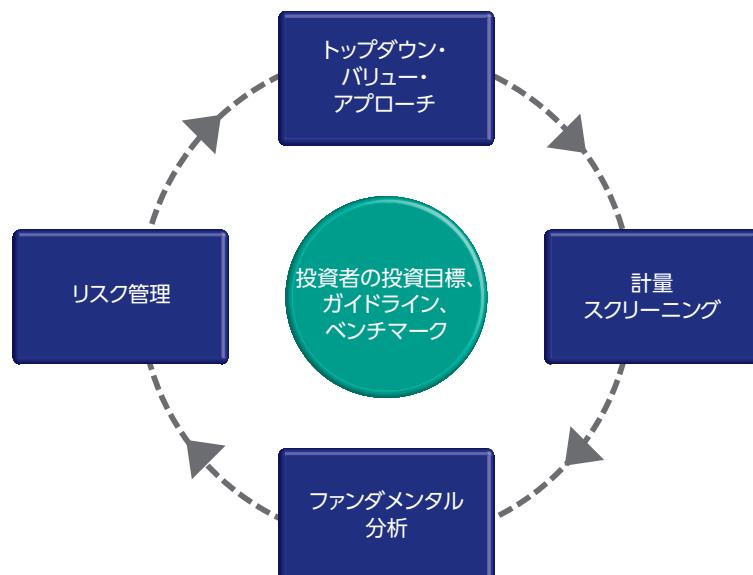 トップダウン・
バリュー・
アプローチ
リスク管理
投資者の投資目標、
ガイドライン、
ベンチマーク
計量
スクリーニング
ファンダメンタル
分析